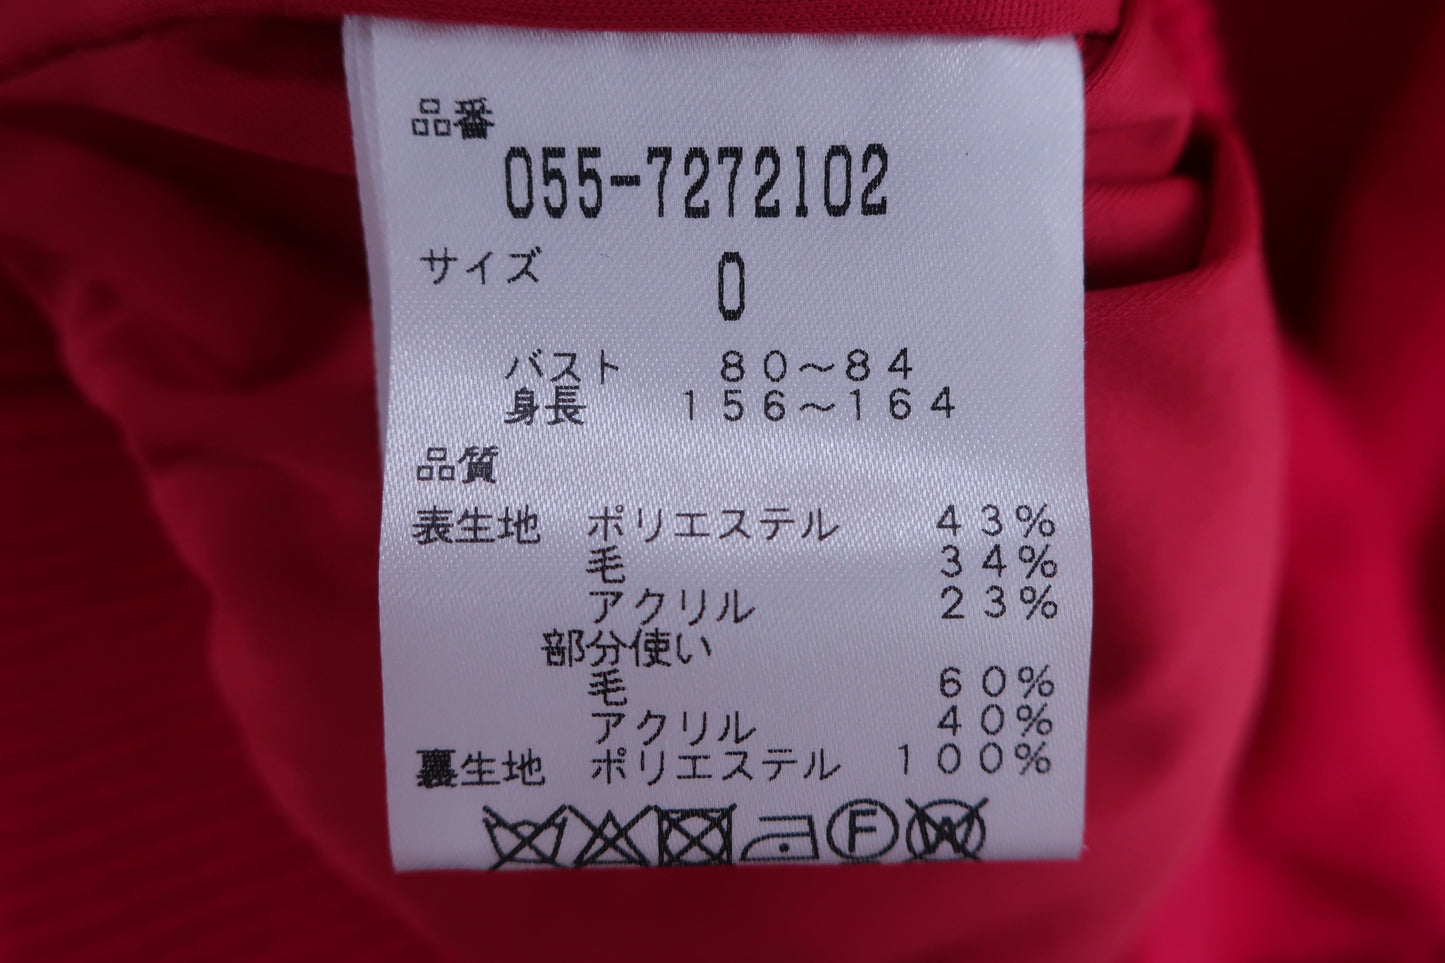 品番
055-7272102
サイズ 0
バスト 80～84
身長 156～164
品質
表生地 ポリエステル 43%
毛 34%
アクリル 23%
部分使い
毛 60%
アクリル 40%
裏生地 ポリエステル 100%
F W